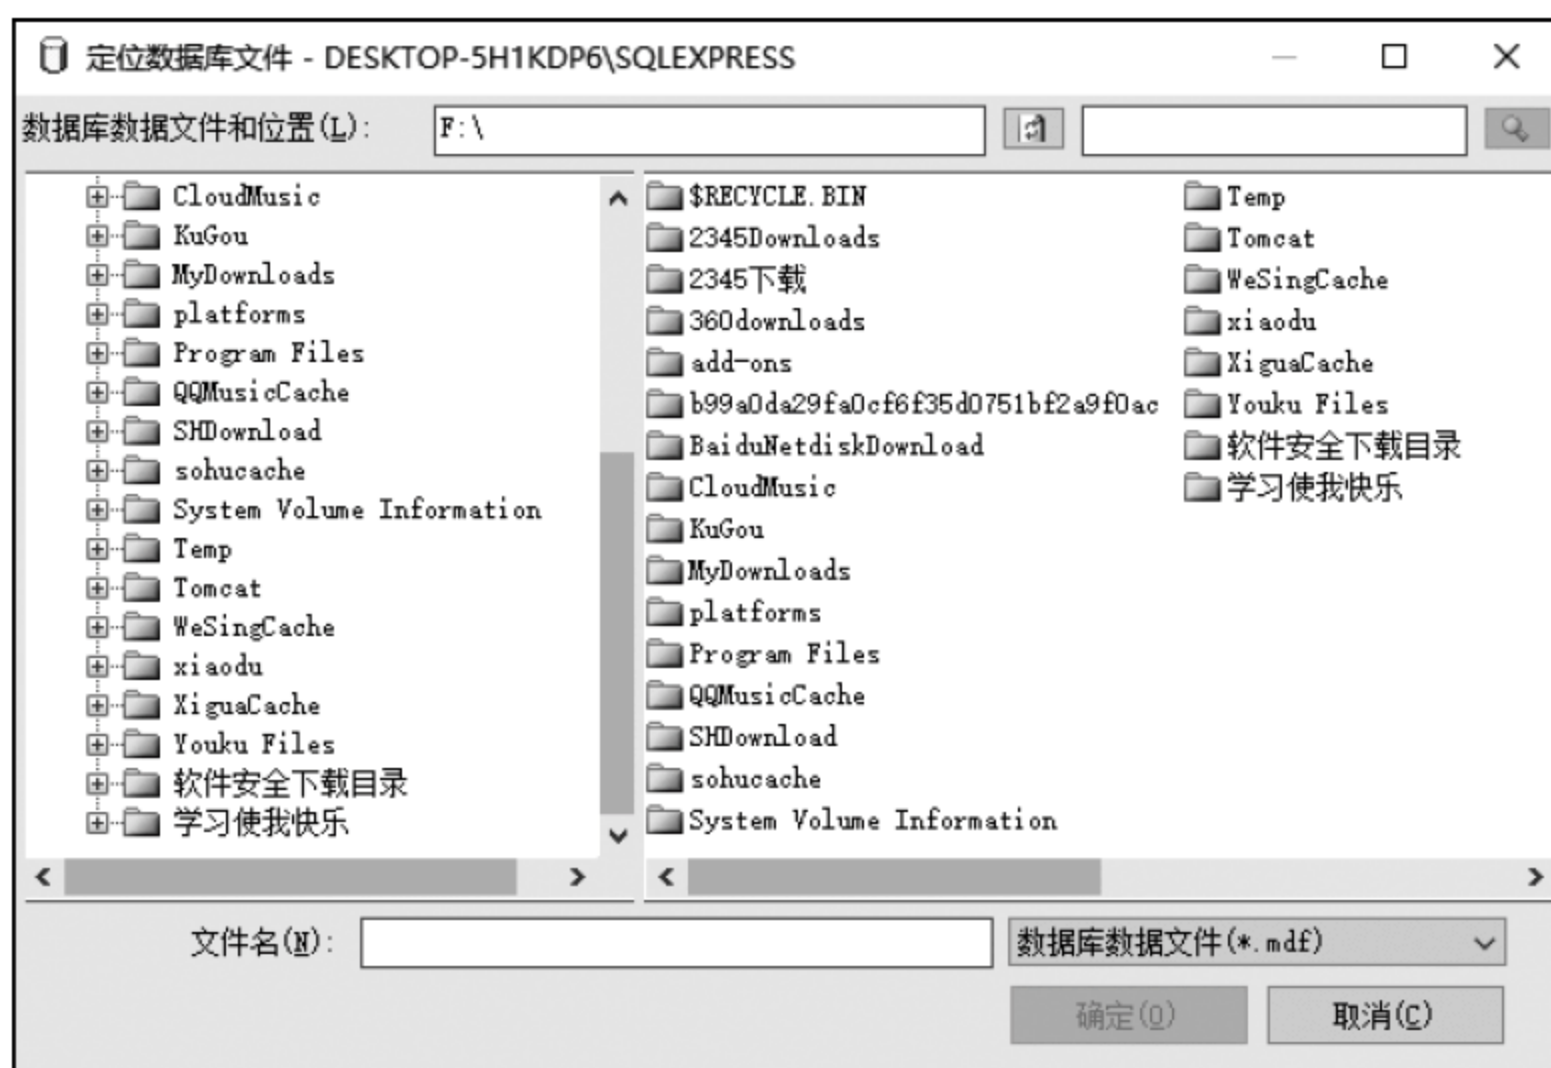 定位数据库文件 - DESKTOP-5H1KDP6\SQLEXPRESS
数据库数据文件和位置(L): F:\
CloudMusic
KuGou
MyDownloads
platforms
Program Files
QQMusicCache
SHDownload
sohucache
System Volume Information
Temp
Tomcat
WeSingCache
xiaodu
XiguaCache
Youku Files
软件安全下载目录
学习使我快乐
$RECYCLE.BIN
2345Downloads
2345下载
360downloads
add-ons
b99a0da29fa0cf6f35d0751bf2a9f0ac
BaiduNetdiskDownload
CloudMusic
KuGou
MyDownloads
platforms
Program Files
QQMusicCache
SHDownload
sohucache
System Volume Information
Temp
Tomcat
WeSingCache
xiaodu
XiguaCache
Youku Files
软件安全下载目录
学习使我快乐
文件名(N): 数据库数据文件(*.mdf)
确定(O) 取消(C)